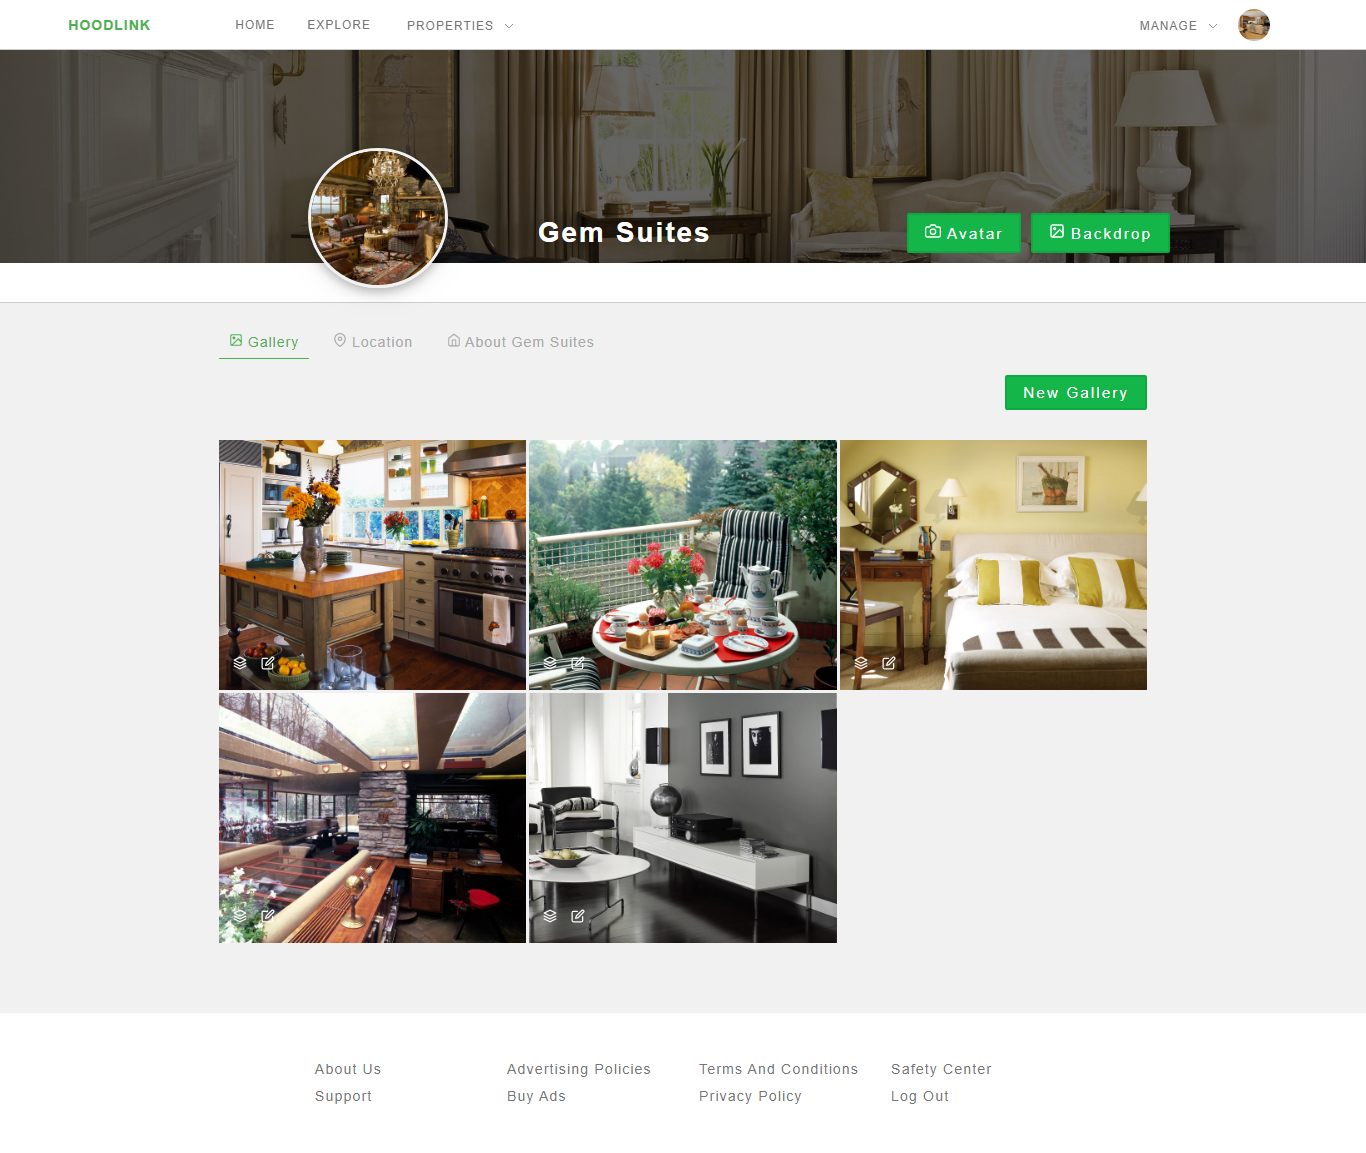 HOODLINK HOME EXPLORE PROPERTIES MANAGE
Gem Suites
Avatar Backdrop
Gallery Location About Gem Suites
New Gallery
About Us Advertising Policies Terms And Conditions Safety Center
Support Buy Ads Privacy Policy Log Out